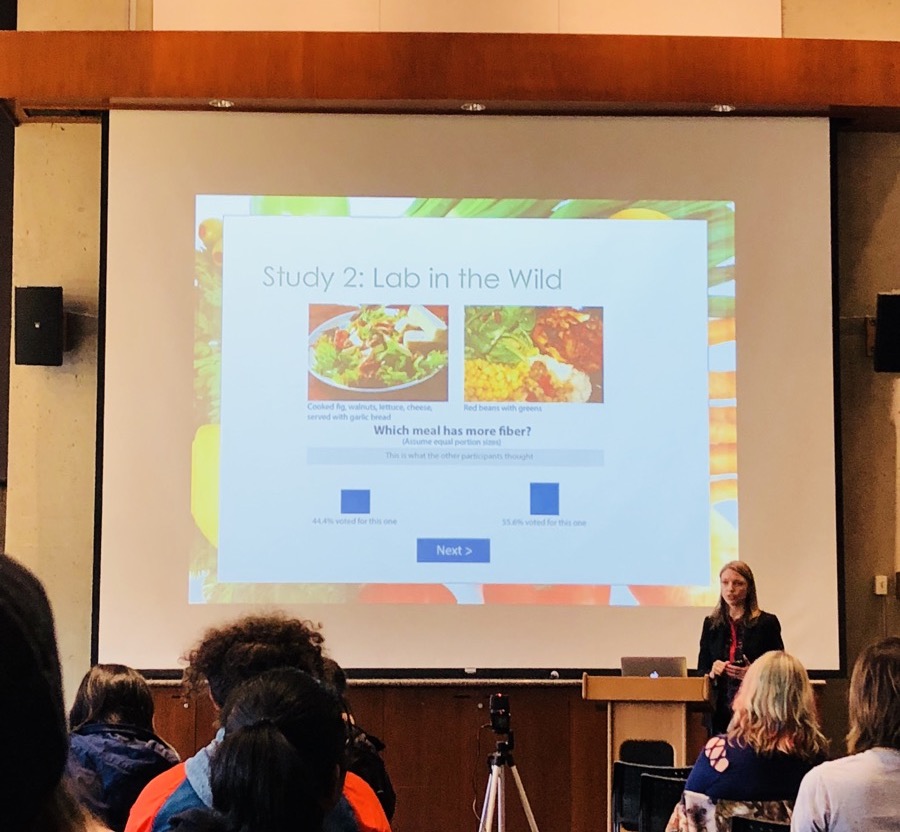 Study 2: Lab in the Wild
Cooked fig, walnuts, lettuce, cheese,
served with garlic bread
Red beans with greens
Which meal has more fiber?
(Assume equal portion sizes)
This is what the other participants thought
44.4% voted for this one
55.6% voted for this one
Next >